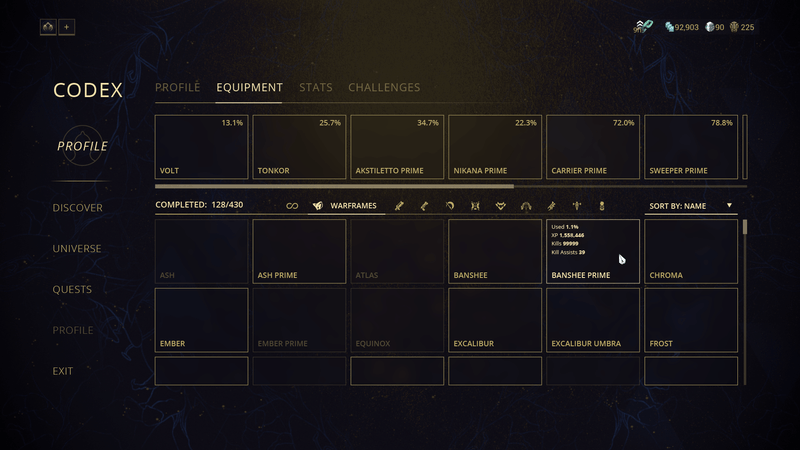 92,903 90 225
CODEX
PROFILE EQUIPMENT STATS CHALLENGES
13.1% 25.7% 34.7% 22.3% 72.0% 78.8%
PROFILE
VOLT TONKOR AKSTILETTO PRIME NIKANA PRIME CARRIER PRIME SWEEPER PRIME
COMPLETED: 128/430 WARFRAMES SORT BY: NAME
DISCOVER
UNIVERSE
QUESTS
PROFILE
EXIT
Used 1.1%
XP 1,558,446
Kills 99999
Kill Assists 39
ASH ASH PRIME ATLAS BANSHEE BANSHEE PRIME CHROMA
EMBER EMBER PRIME EQUINOX EXCALIBUR EXCALIBUR UMBRA FROST